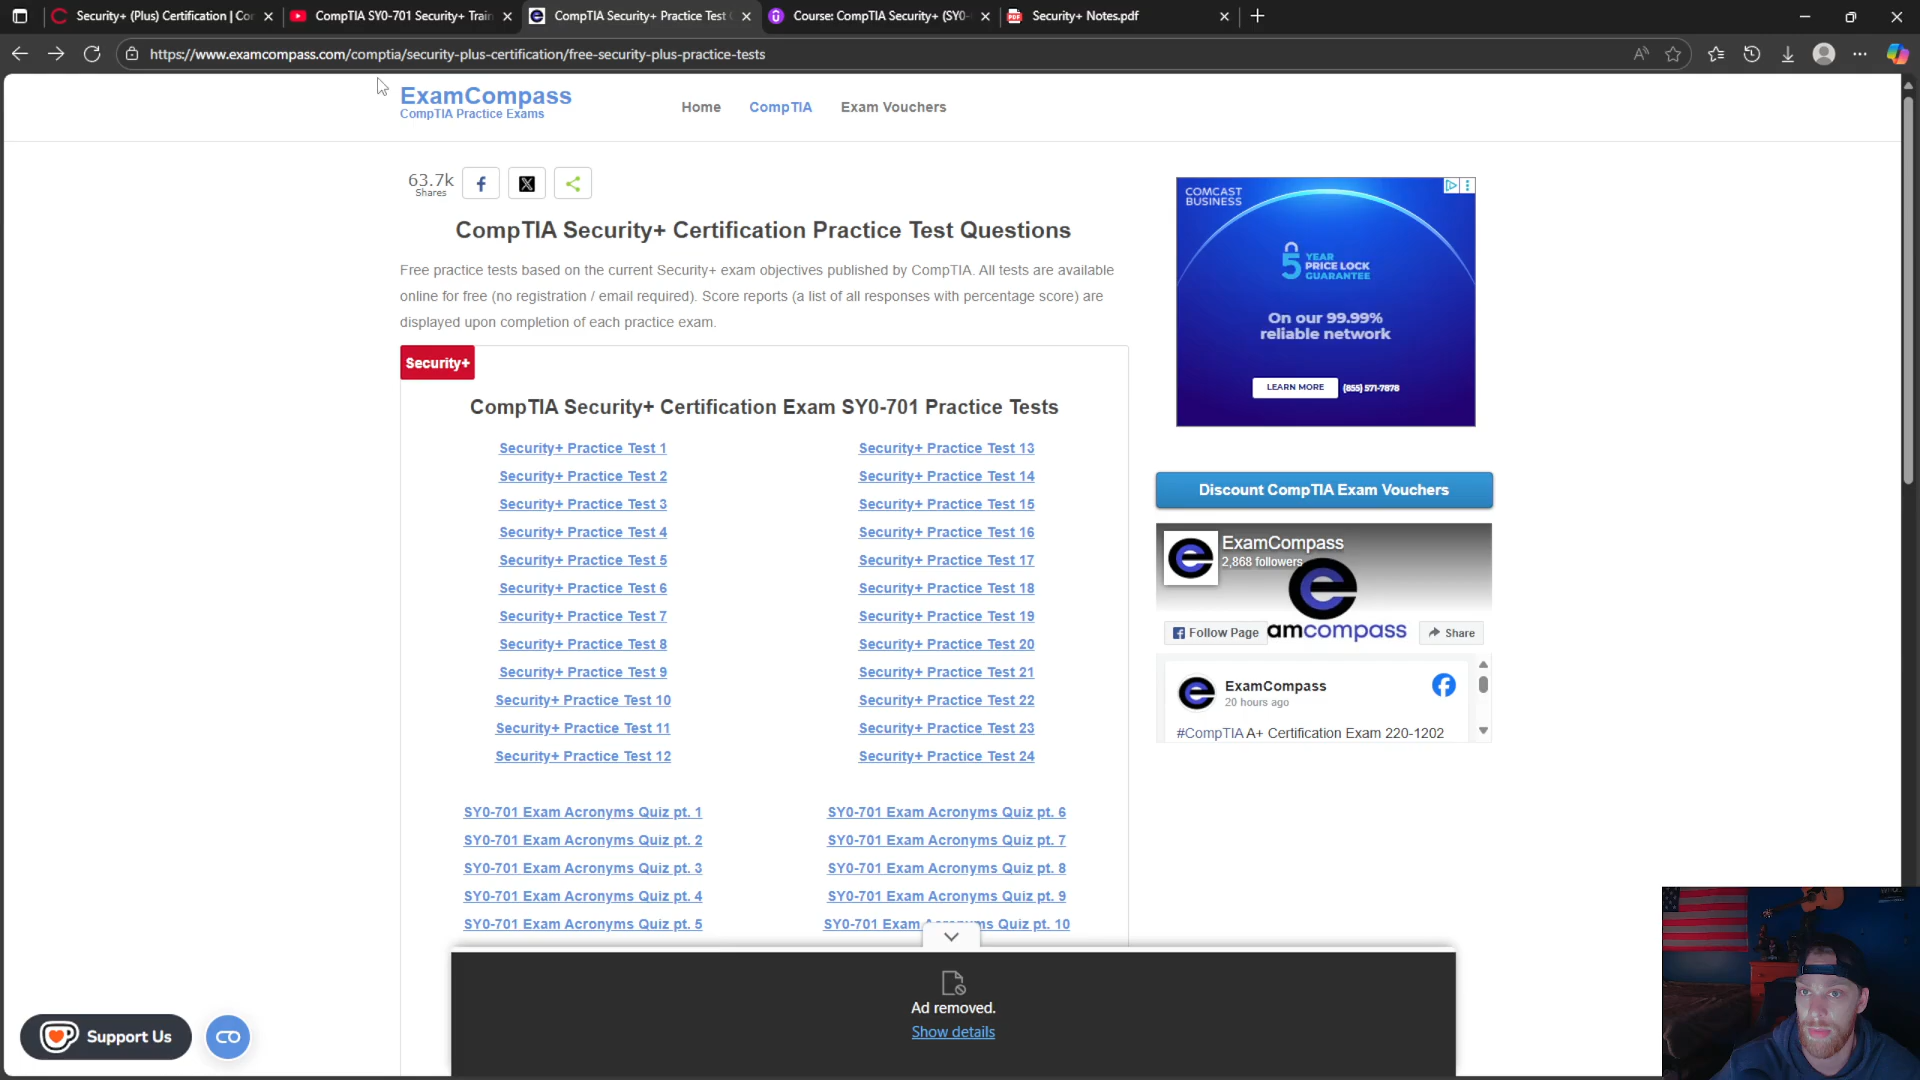 Security+ (Plus) Certification | Co
CompTIA SY0-701 Security+ Train
CompTIA Security+ Practice Test
Course: CompTIA Security+ (SY0-
PDF
Security+ Notes.pdf
https://www.examcompass.com/comptia/security-plus-certification/free-security-plus-practice-tests
ExamCompass
CompTIA Practice Exams
Home
CompTIA
Exam Vouchers
63.7k
Shares
CompTIA Security+ Certification Practice Test Questions
Free practice tests based on the current Security+ exam objectives published by CompTIA. All tests are available
online for free (no registration / email required). Score reports (a list of all responses with percentage score) are
displayed upon completion of each practice exam.
Security+
CompTIA Security+ Certification Exam SY0-701 Practice Tests
Security+ Practice Test 1
Security+ Practice Test 2
Security+ Practice Test 3
Security+ Practice Test 4
Security+ Practice Test 5
Security+ Practice Test 6
Security+ Practice Test 7
Security+ Practice Test 8
Security+ Practice Test 9
Security+ Practice Test 10
Security+ Practice Test 11
Security+ Practice Test 12
Security+ Practice Test 13
Security+ Practice Test 14
Security+ Practice Test 15
Security+ Practice Test 16
Security+ Practice Test 17
Security+ Practice Test 18
Security+ Practice Test 19
Security+ Practice Test 20
Security+ Practice Test 21
Security+ Practice Test 22
Security+ Practice Test 23
Security+ Practice Test 24
SY0-701 Exam Acronyms Quiz pt. 1
SY0-701 Exam Acronyms Quiz pt. 2
SY0-701 Exam Acronyms Quiz pt. 3
SY0-701 Exam Acronyms Quiz pt. 4
SY0-701 Exam Acronyms Quiz pt. 5
SY0-701 Exam Acronyms Quiz pt. 6
SY0-701 Exam Acronyms Quiz pt. 7
SY0-701 Exam Acronyms Quiz pt. 8
SY0-701 Exam Acronyms Quiz pt. 9
SY0-701 Exam Acronyms Quiz pt. 10
COMCAST
BUSINESS
5 YEAR
PRICE LOCK
GUARANTEE
On our 99.99%
reliable network
LEARN MORE
(855) 571-7878
Discount CompTIA Exam Vouchers
ExamCompass
2,868 followers
Follow Page
amcompass
Share
ExamCompass
20 hours ago
#CompTIA A+ Certification Exam 220-1202
Ad removed.
Show details
Support Us